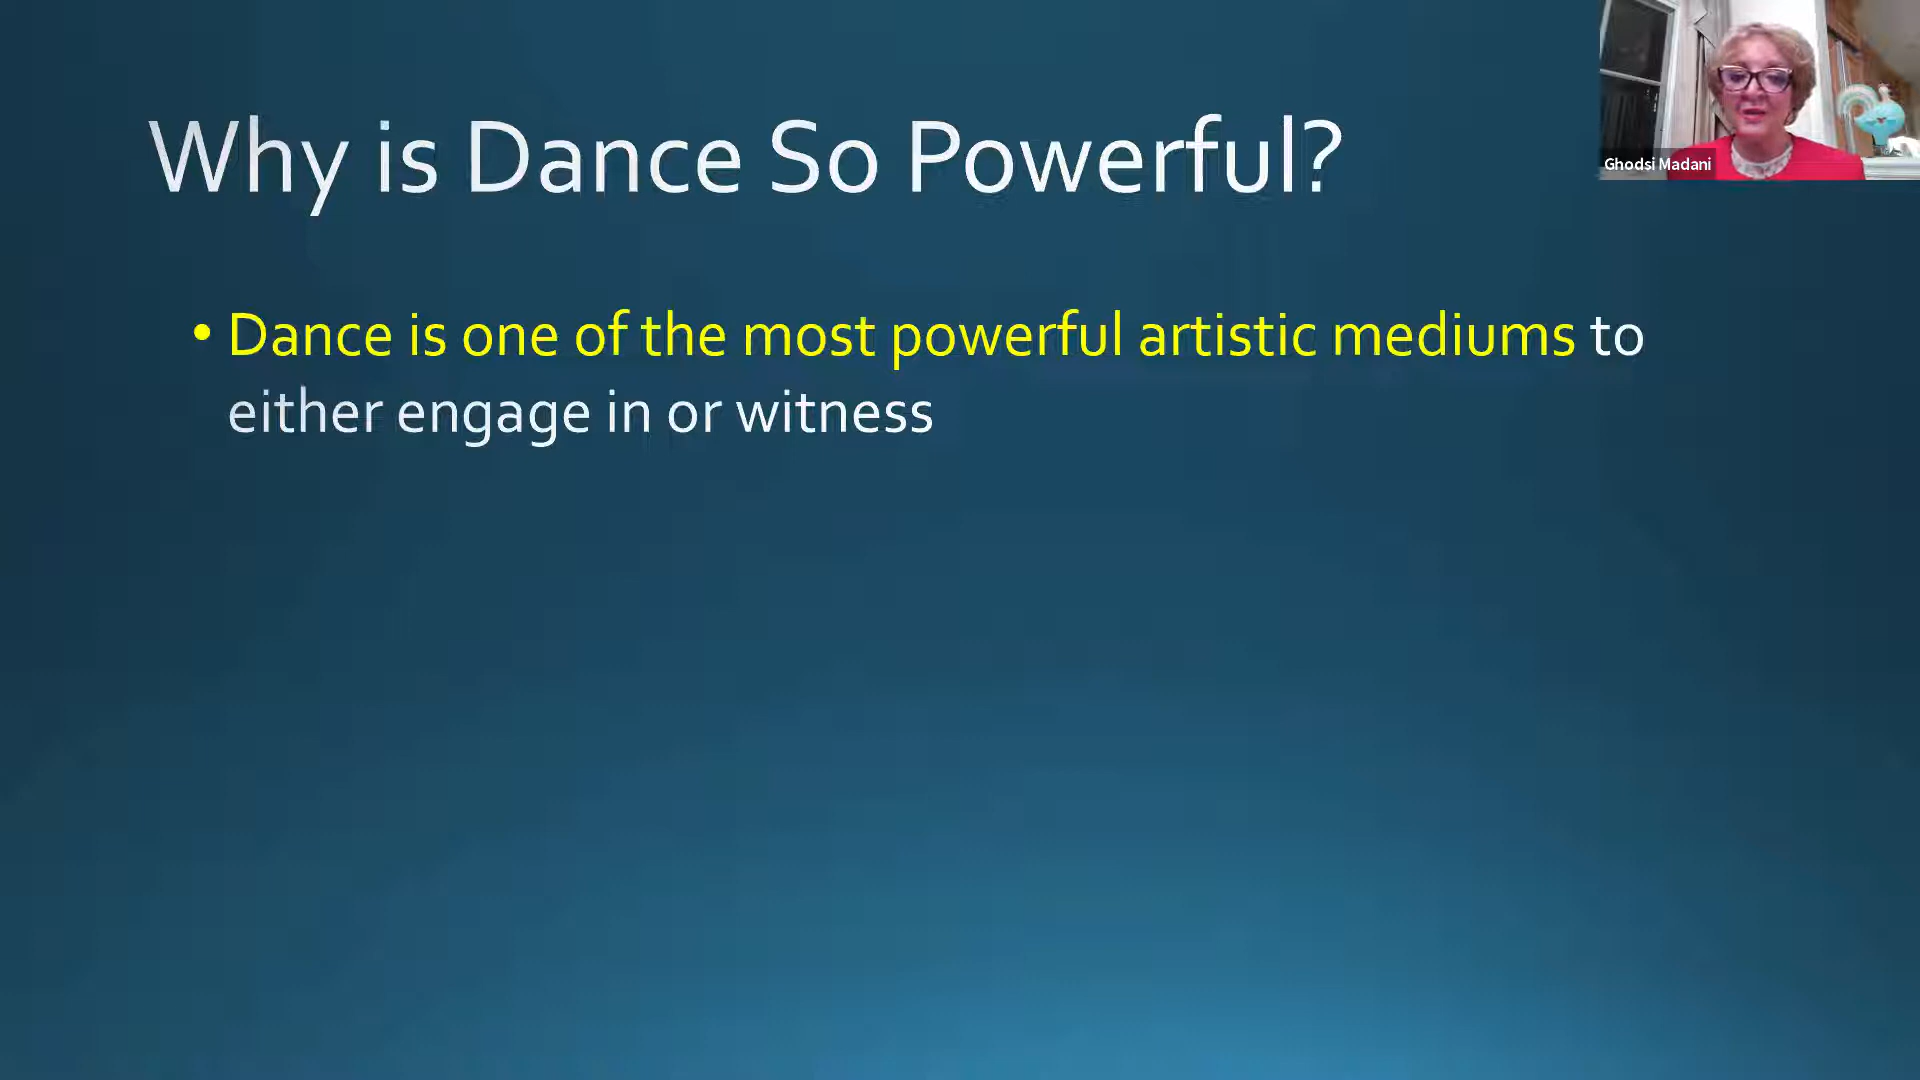 Why is Dance So Powerful?
• Dance is one of the most powerful artistic mediums to
either engage in or witness
Ghodsi Madani